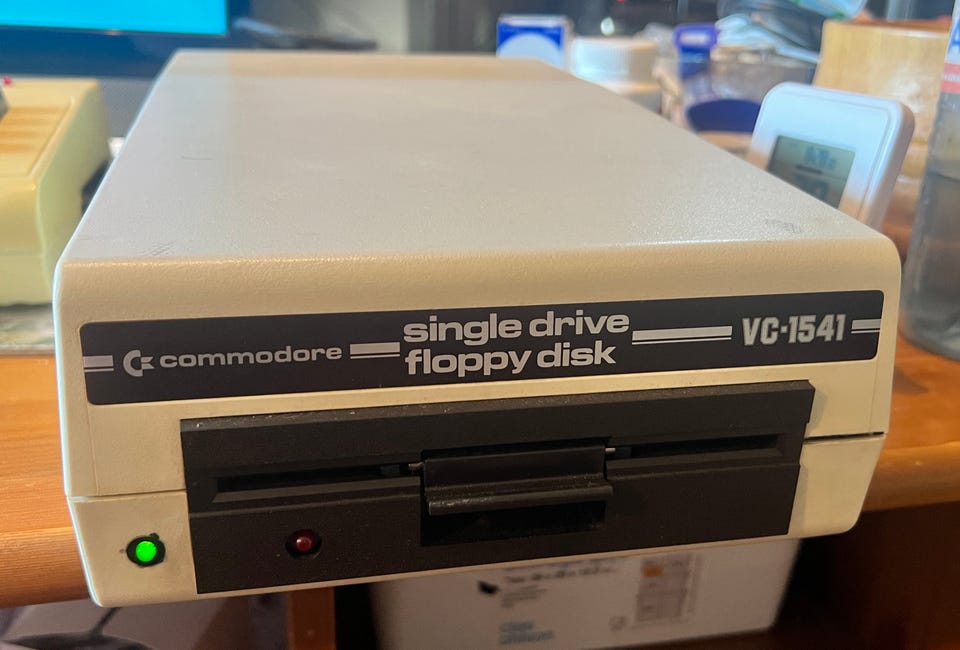 commodore
single drive
floppy disk
VC-1541